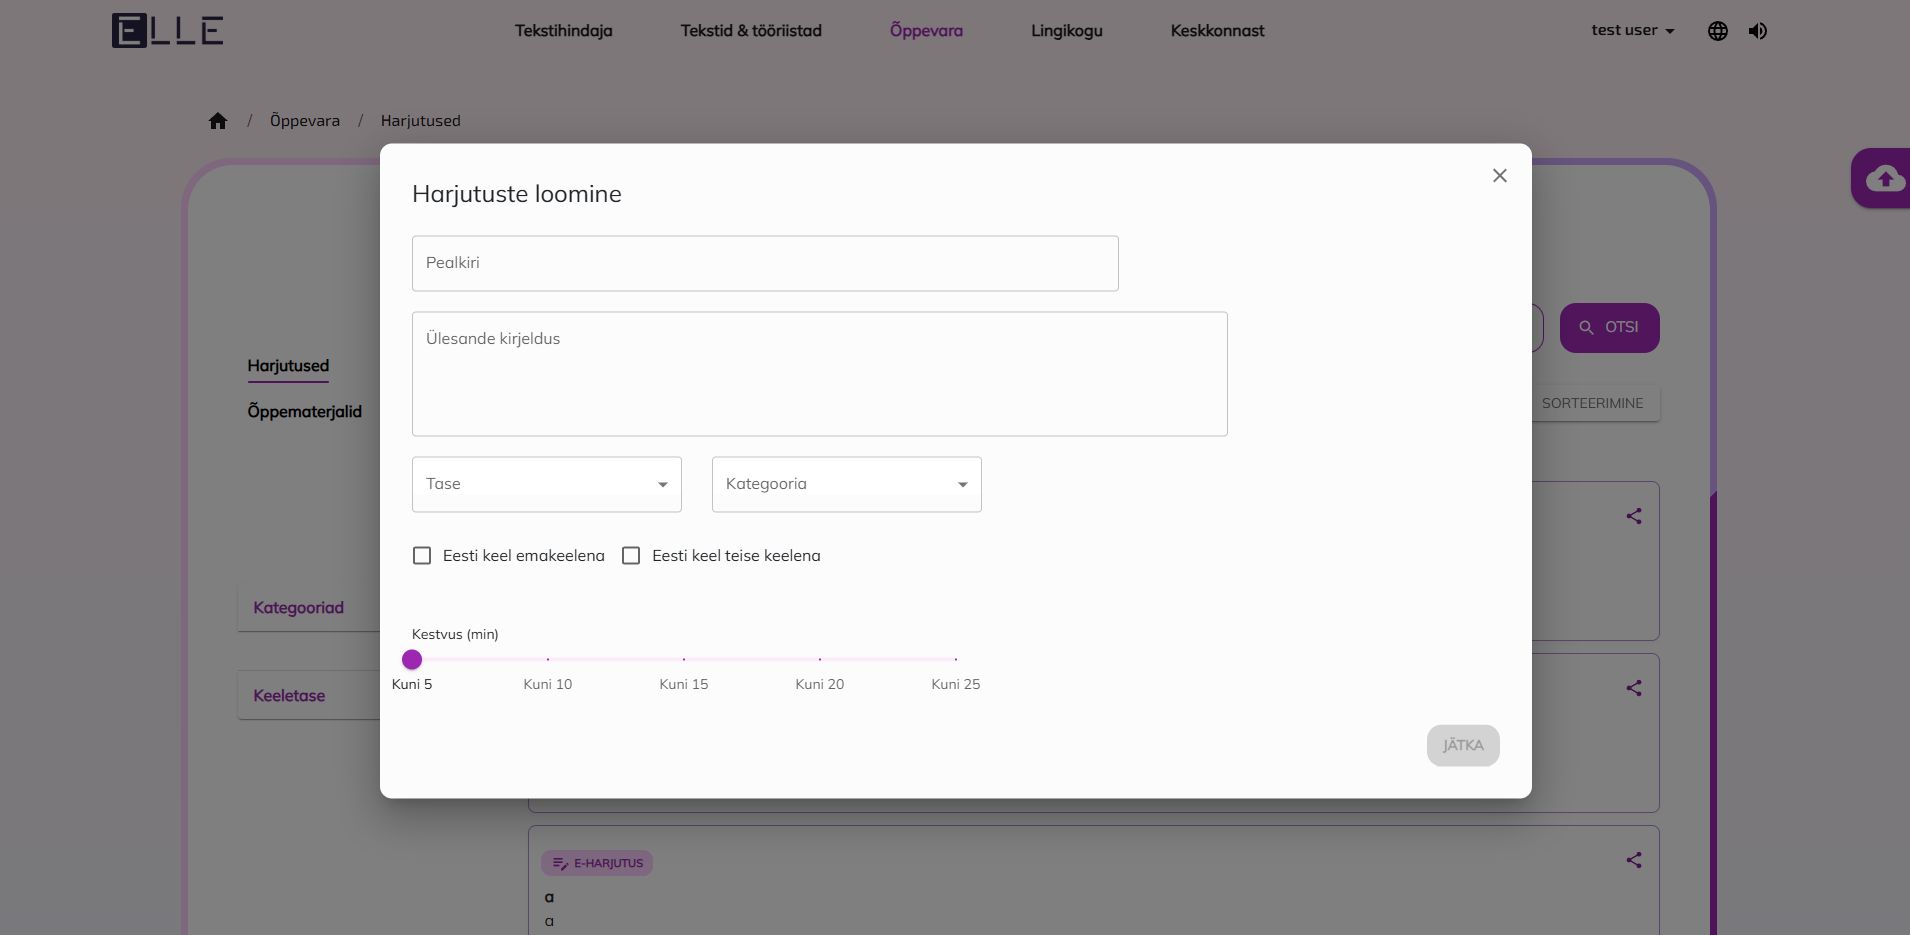 ELLE
Tekstihindaja
Tekstid & tööriistad
Õppevara
Lingikogu
Keskkonnast
test user
/ Õppevara / Harjutused
Harjutuste loomine
Pealkiri
Ülesande kirjeldus
Tase
Kategooria
Eesti keel emakeelena
Eesti keel teise keelena
Kestvus (min)
Kuni 5
Kuni 10
Kuni 15
Kuni 20
Kuni 25
JÄTKA
Harjutused
Õppematerjalid
Kategooriad
Keeletase
OTSI
SORTEERIMINE
E-HARJUTUS
a
a